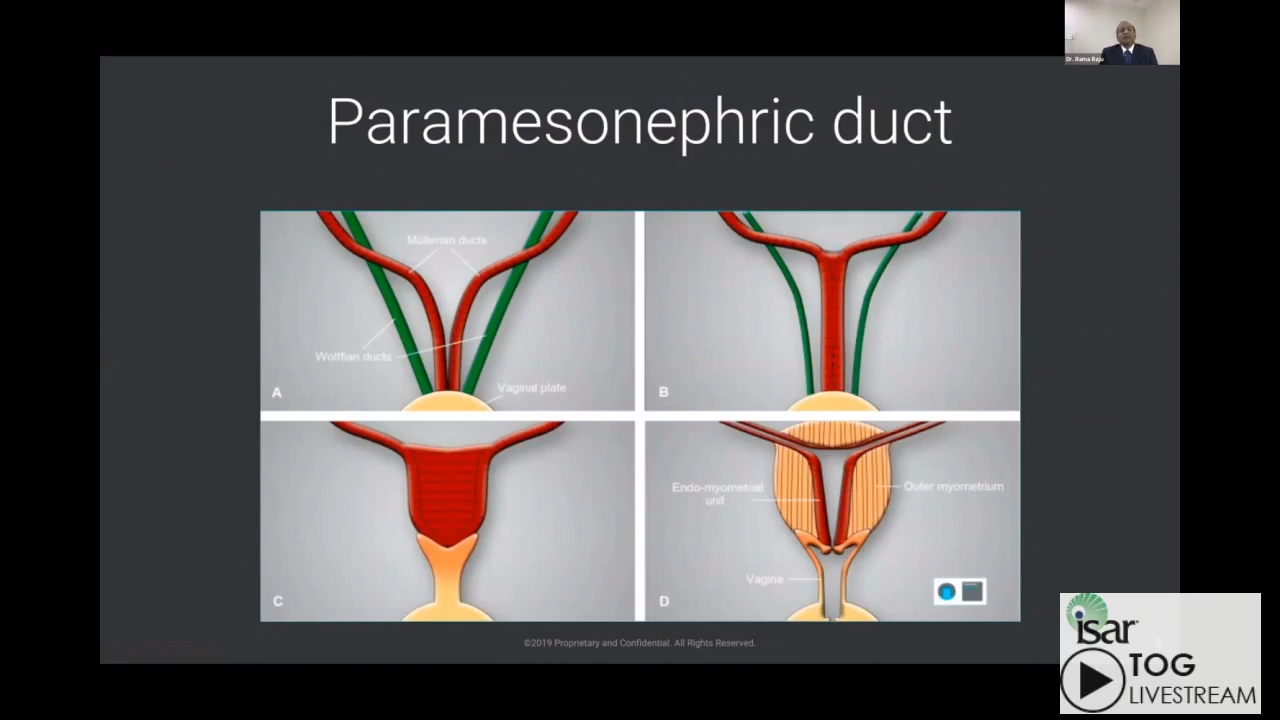 Dr. Rama Raju
Paramesonephric duct
Müllerian ducts
Wolffian ducts
Vaginal plate
A
B
C
Endo-myometrial
unit
Outer myometrium
Vagina
D
©2019 Proprietary and Confidential. All Rights Reserved.
isar
TOG
LIVESTREAM